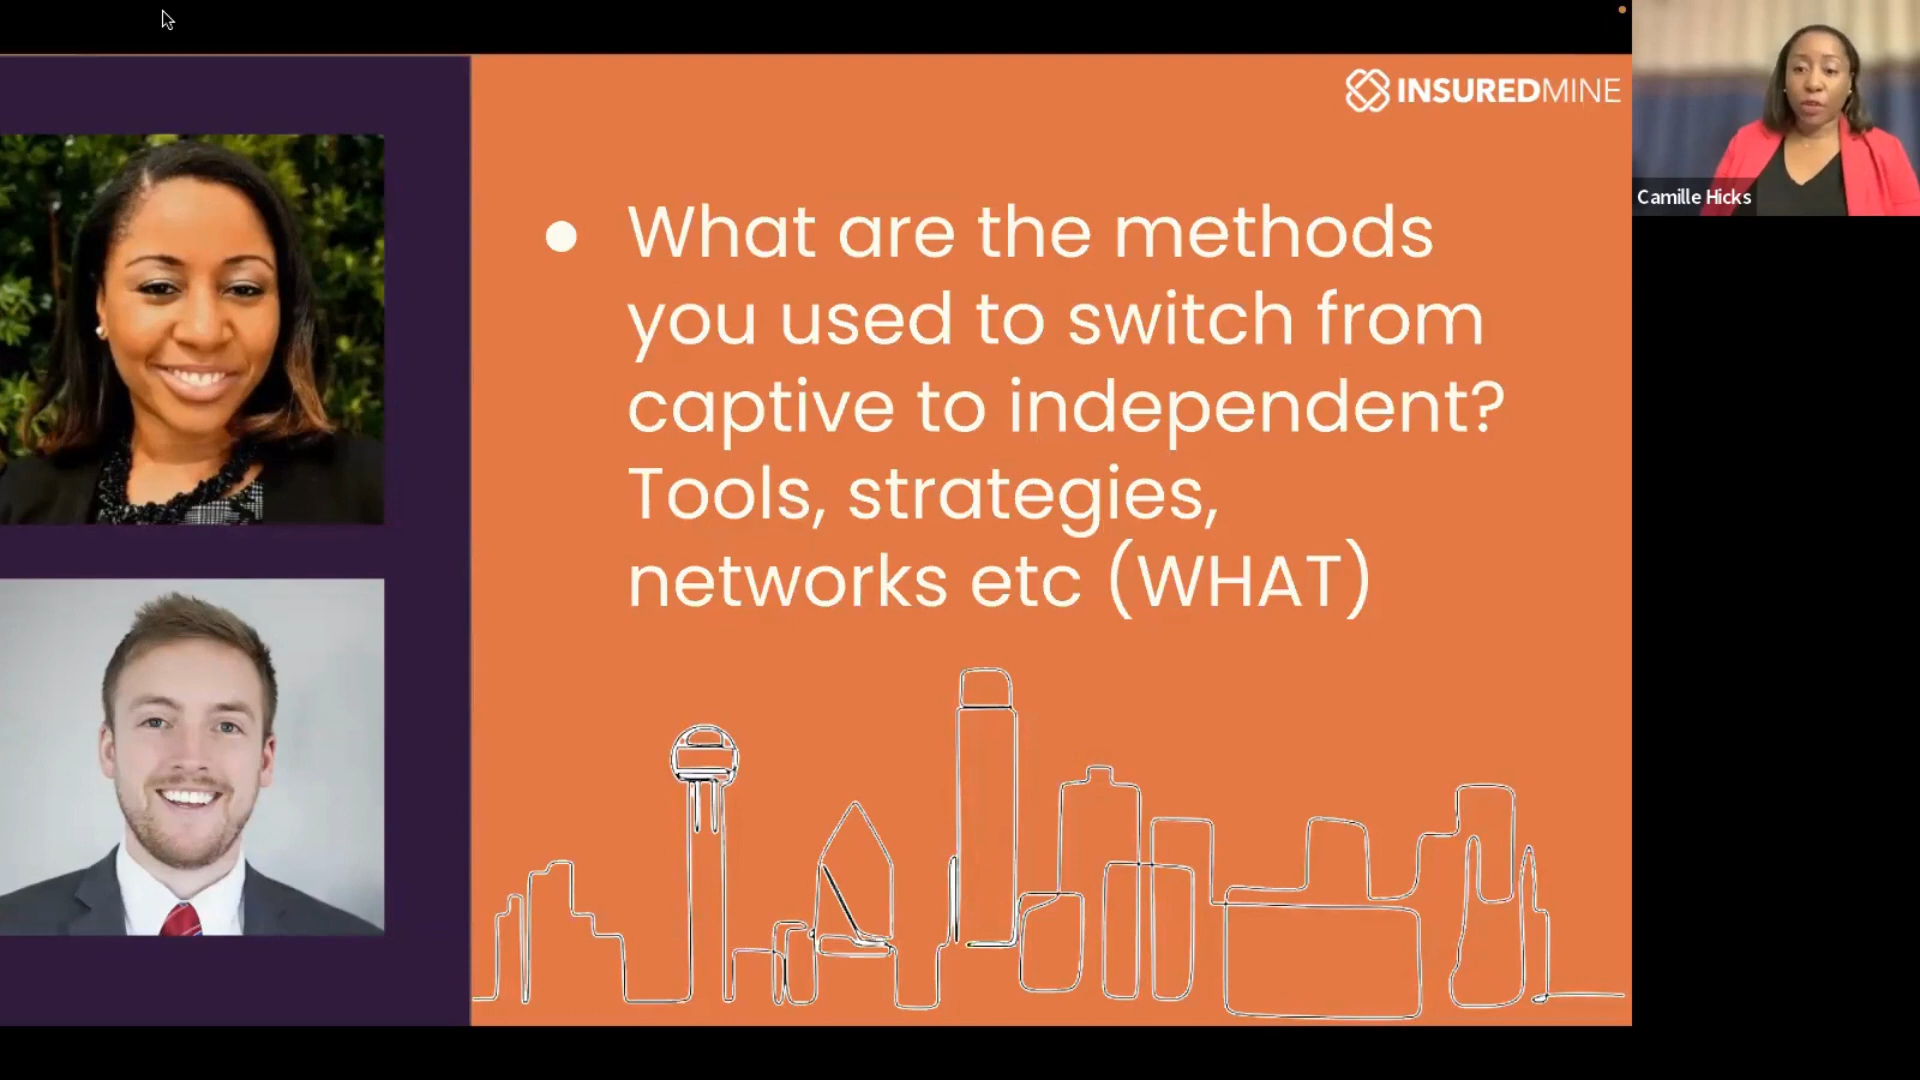 INSUREDMINE
Camille Hicks
● What are the methods
you used to switch from
captive to independent?
Tools, strategies,
networks etc (WHAT)